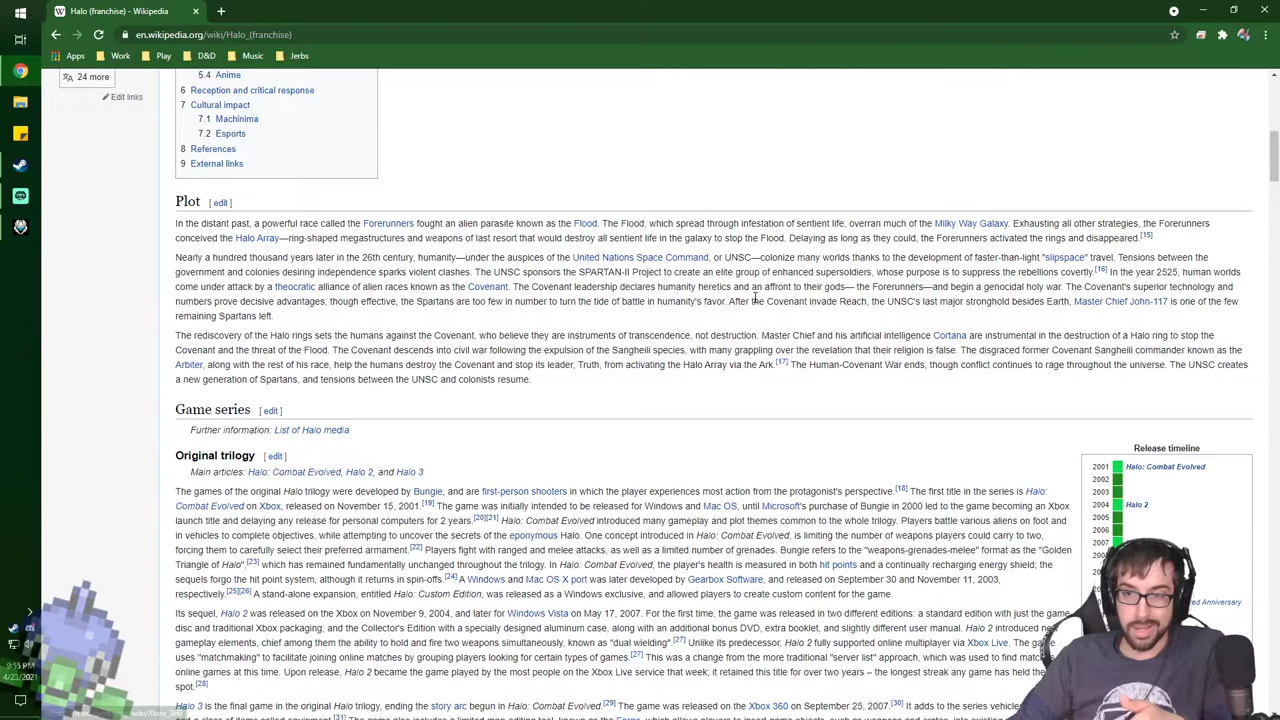 Halo (franchise) - Wikipedia
en.wikipedia.org/wiki/Halo_(franchise)
Apps Work Play D&D Music Jerbs
24 more
Edit links
5.4 Anime
6 Reception and critical response
7 Cultural impact
7.1 Machinima
7.2 Esports
8 References
9 External links
Plot [ edit ]
In the distant past, a powerful race called the Forerunners fought an alien parasite known as the Flood. The Flood, which spread through infestation of sentient life, overran much of the Milky Way Galaxy. Exhausting all other strategies, the Forerunners
conceived the Halo Array—ring-shaped megastructures and weapons of last resort that would destroy all sentient life in the galaxy to stop the Flood. Delaying as long as they could, the Forerunners activated the rings and disappeared.[15]
Nearly a hundred thousand years later in the 26th century, humanity—under the auspices of the United Nations Space Command, or UNSC—colonize many worlds thanks to the development of faster-than-light "slipspace" travel. Tensions between the
government and colonies desiring independence sparks violent clashes. The UNSC sponsors the SPARTAN-II Project to create an elite group of enhanced supersoldiers, whose purpose is to suppress the rebellions covertly.[16] In the year 2525, human worlds
come under attack by a theocratic alliance of alien races known as the Covenant. The Covenant leadership declares humanity heretics and an affront to their gods—the Forerunners—and begin a genocidal holy war. The Covenant's superior technology and
numbers prove decisive advantages; though effective, the Spartans are too few in number to turn the tide of battle in humanity's favor. After the Covenant invade Reach, the UNSC's last major stronghold besides Earth, Master Chief John-117 is one of the few
remaining Spartans left.
The rediscovery of the Halo rings sets the humans against the Covenant, who believe they are instruments of transcendence, not destruction. Master Chief and his artificial intelligence Cortana are instrumental in the destruction of a Halo ring to stop the
Covenant and the threat of the Flood. The Covenant descends into civil war following the expulsion of the Sangheili species, with many grappling over the revelation that their religion is false. The disgraced former Covenant Sangheili commander known as the
Arbiter, along with the rest of his race, help the humans destroy the Covenant and stop its leader, Truth, from activating the Halo Array via the Ark.[17] The Human-Covenant War ends, though conflict continues to rage throughout the universe. The UNSC creates
a new generation of Spartans, and tensions between the UNSC and colonists resume.
Game series [ edit ]
Further information: List of Halo media
Original trilogy [ edit ]
Main articles: Halo: Combat Evolved, Halo 2, and Halo 3
The games of the original Halo trilogy were developed by Bungie, and are first-person shooters in which the player experiences most action from the protagonist's perspective.[18] The first title in the series is Halo:
Combat Evolved on Xbox, released on November 15, 2001.[19] The game was initially intended to be released for Windows and Mac OS, until Microsoft's purchase of Bungie in 2000 led to the game becoming an Xbox
launch title and delaying any release for personal computers for 2 years.[20][21] Halo: Combat Evolved introduced many gameplay and plot themes common to the whole trilogy. Players battle various aliens on foot and
in vehicles to complete objectives, while attempting to uncover the secrets of the eponymous Halo. One concept introduced in Halo: Combat Evolved, is limiting the number of weapons players could carry to two,
forcing them to carefully select their preferred armament.[22] Players fight with ranged and melee attacks, as well as a limited number of grenades. Bungie refers to the "weapons-grenades-melee" format as the "Golden
Triangle of Halo",[23] which has remained fundamentally unchanged throughout the trilogy. In Halo: Combat Evolved, the player's health is measured in both hit points and a continually recharging energy shield; the
sequels forgo the hit point system, although it returns in spin-offs.[24] A Windows and Mac OS X port was later developed by Gearbox Software, and released on September 30 and November 11, 2003,
respectively.[25][26] A stand-alone expansion, entitled Halo: Custom Edition, was released as a Windows exclusive, and allowed players to create custom content for the game.
Its sequel, Halo 2 was released on the Xbox on November 9, 2004, and later for Windows Vista on May 17, 2007. For the first time, the game was released in two different editions: a standard edition with just the game
disc and traditional Xbox packaging; and the Collector's Edition with a specially designed aluminum case, along with an additional bonus DVD, extra booklet, and slightly different user manual. Halo 2 introduced
gameplay elements, chief among them the ability to hold and fire two weapons simultaneously, known as "dual wielding".[27] Unlike its predecessor, Halo 2 fully supported online multiplayer via Xbox Live. The
uses "matchmaking" to facilitate joining online matches by grouping players looking for certain types of games.[27] This was a change from the more traditional "server list" approach, which was used to find
online games at this time. Upon release, Halo 2 became the game played by the most people on the Xbox Live service that week; it retained this title for over two years – the longest streak any game has held the
spot.[28]
Halo 3 is the final game in the original Halo trilogy, ending the story arc begun in Halo: Combat Evolved.[29] The game was released on the Xbox 360 on September 25, 2007.[30] It adds to the series
Release timeline
2001 Halo: Combat Evolved
2002
2003
2004 Halo 2
2005
2006
2007
Anniversary
9:55 PM
4/23/2021
wiki/Xbox_360